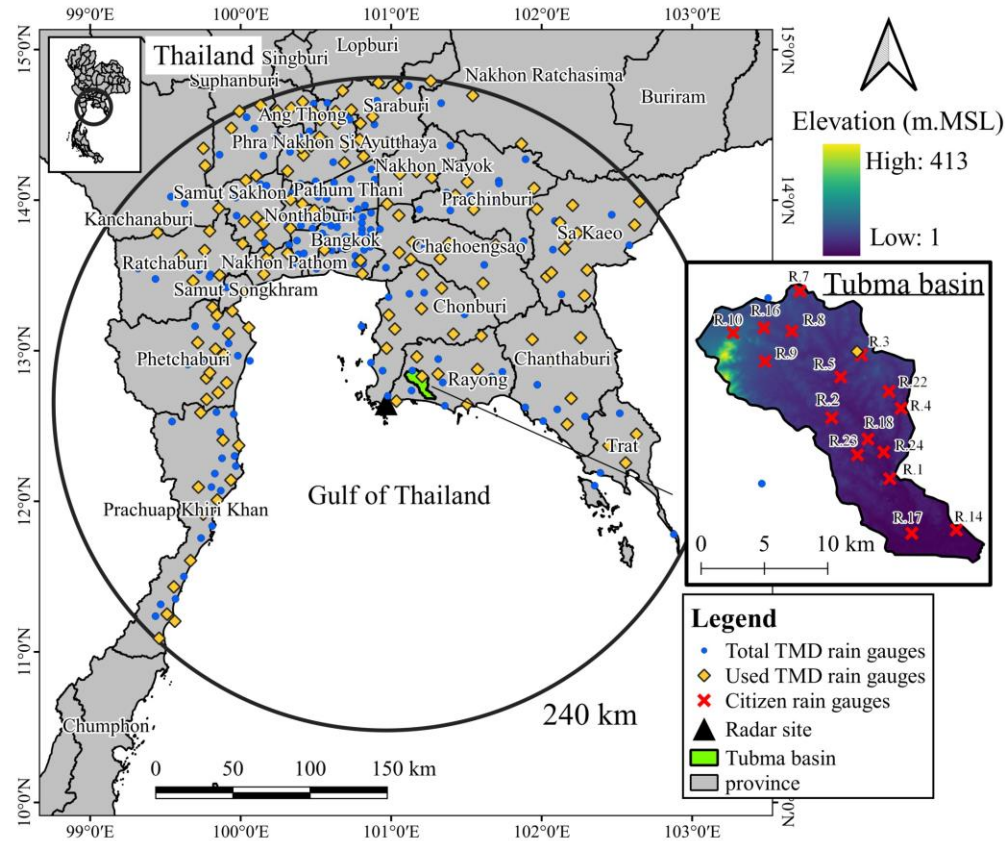 99°0'E 100°0'E 101°0'E 102°0'E 103°0'E
15°0'N
14°0'N
13°0'N
12°0'N
11°0'N
10°0'N
15°0'N
14°0'N
0'N
99°0'E 100°0'E 101°0'E 102°0'E 103°0'E
Thailand
Lopburi
Singburi
Suphanburi
Nakhon Ratchasima
Buriram
Saraburi
Ang Thong
Phra Nakhon Si Ayutthaya
Nakhon Nayok
Samut Sakhon
Pathum Thani
Prachinburi
Kanchanaburi
Nonthaburi
Bangkok
Sa Kaeo
Chachoengsao
Ratchaburi
Nakhon Pathom
Samut Songkhram
Chonburi
Phetchaburi
Chanthaburi
Rayong
Trat
Gulf of Thailand
Prachuap Khiri Khan
Chumphon
240 km
0 50 100 150 km
Elevation (m.MSL)
High: 413
Low: 1
Tubma basin
R.7
R.10
R.16
R.8
R.3
R.9
R.5
R.22
R.4
R.2
R.18
R.23
R.24
R.1
R.17
R.14
0 5 10 km
Legend
Total TMD rain gauges
Used TMD rain gauges
Citizen rain gauges
Radar site
Tubma basin
province